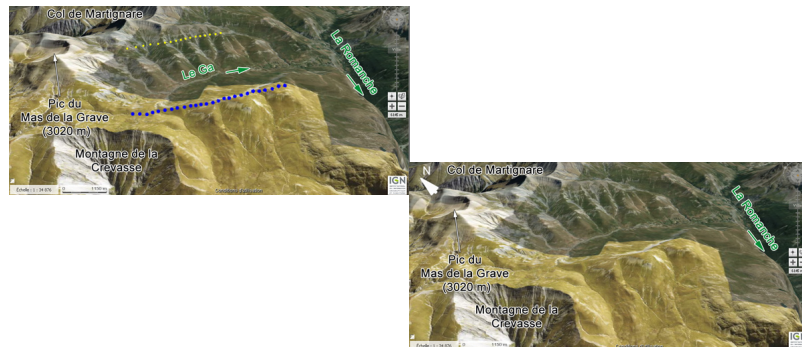 Col de Martignare
La Romanche
Le Ga
Pic du
Mas de la Grave
(3020 m)
Montagne de la
Crevasse
IGN
N
Col de Martignare
La Romanche
Pic du
Mas de la Grave
(3020 m)
Montagne de la
Crevasse
IGN